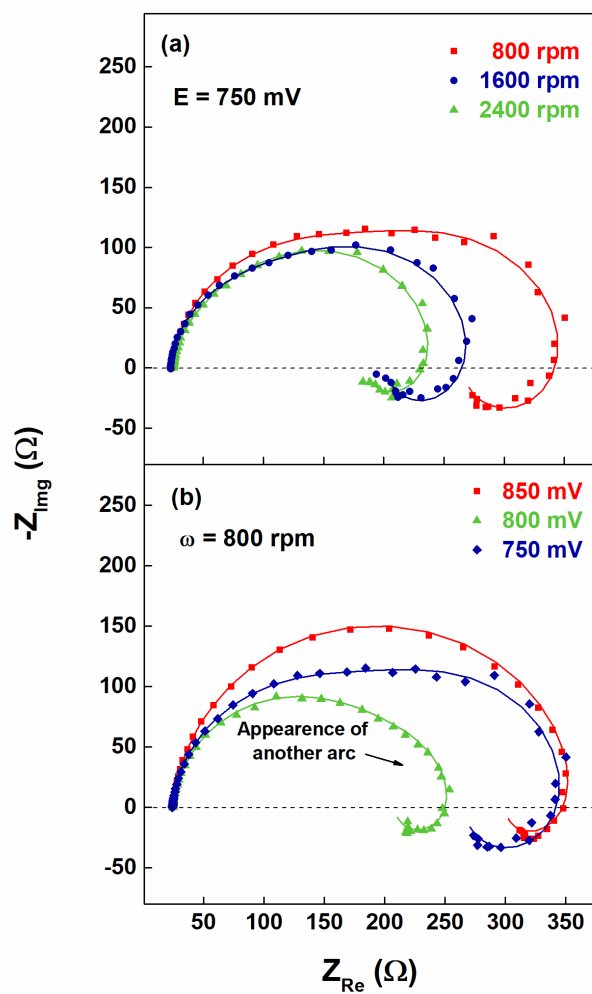 (a)
E = 750 mV
800 rpm
1600 rpm
2400 rpm
250
200
150
100
50
0
-50
-Z_Img (Ω)
(b)
ω = 800 rpm
850 mV
800 mV
750 mV
250
200
150
100
50
0
-50
Appearence of
another arc
50 100 150 200 250 300 350
Z_Re (Ω)